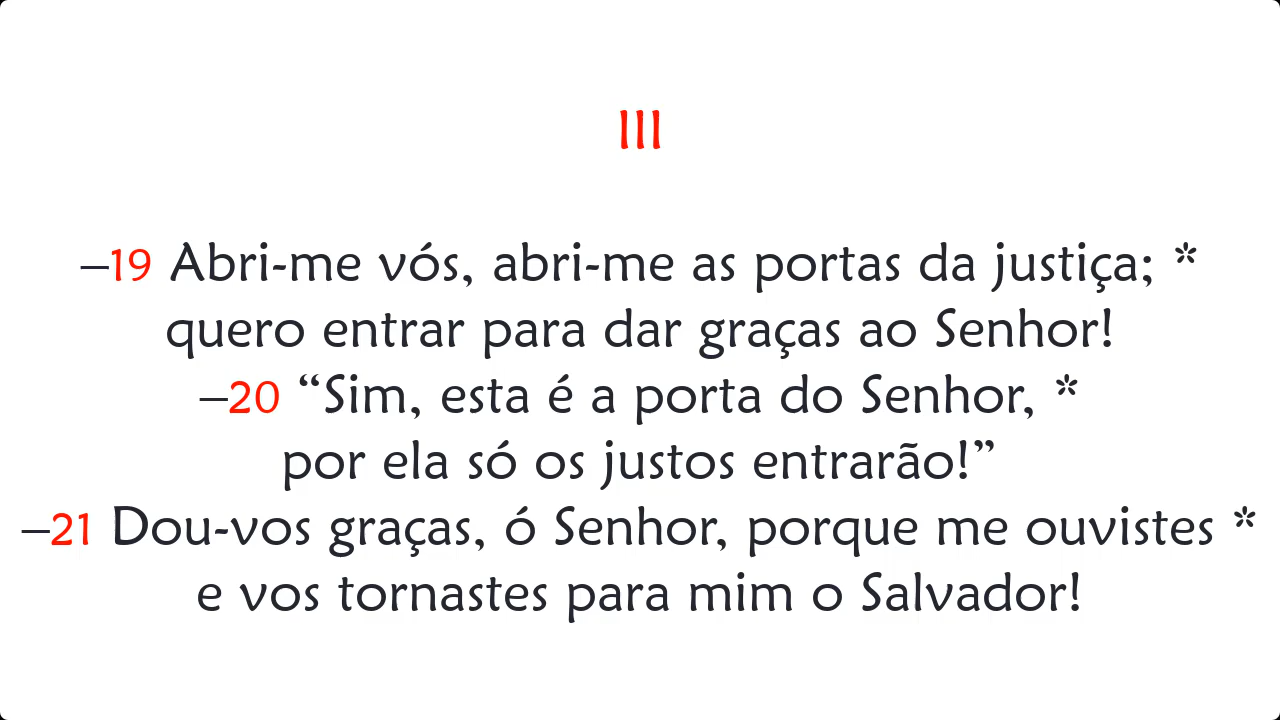 III
–19 Abri-me vós, abri-me as portas da justiça; *
quero entrar para dar graças ao Senhor!
–20 “Sim, esta é a porta do Senhor, *
por ela só os justos entrarão!”
–21 Dou-vos graças, ó Senhor, porque me ouvistes *
e vos tornastes para mim o Salvador!